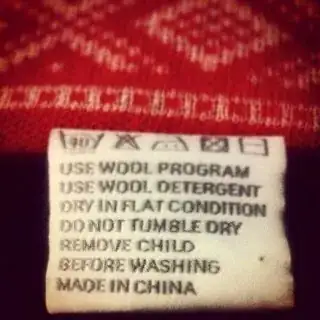 USE WOOL PROGRAM
USE WOOL DETERGENT
DRY IN FLAT CONDITION
DO NOT TUMBLE DRY
REMOVE CHILD
BEFORE WASHING
MADE IN CHINA